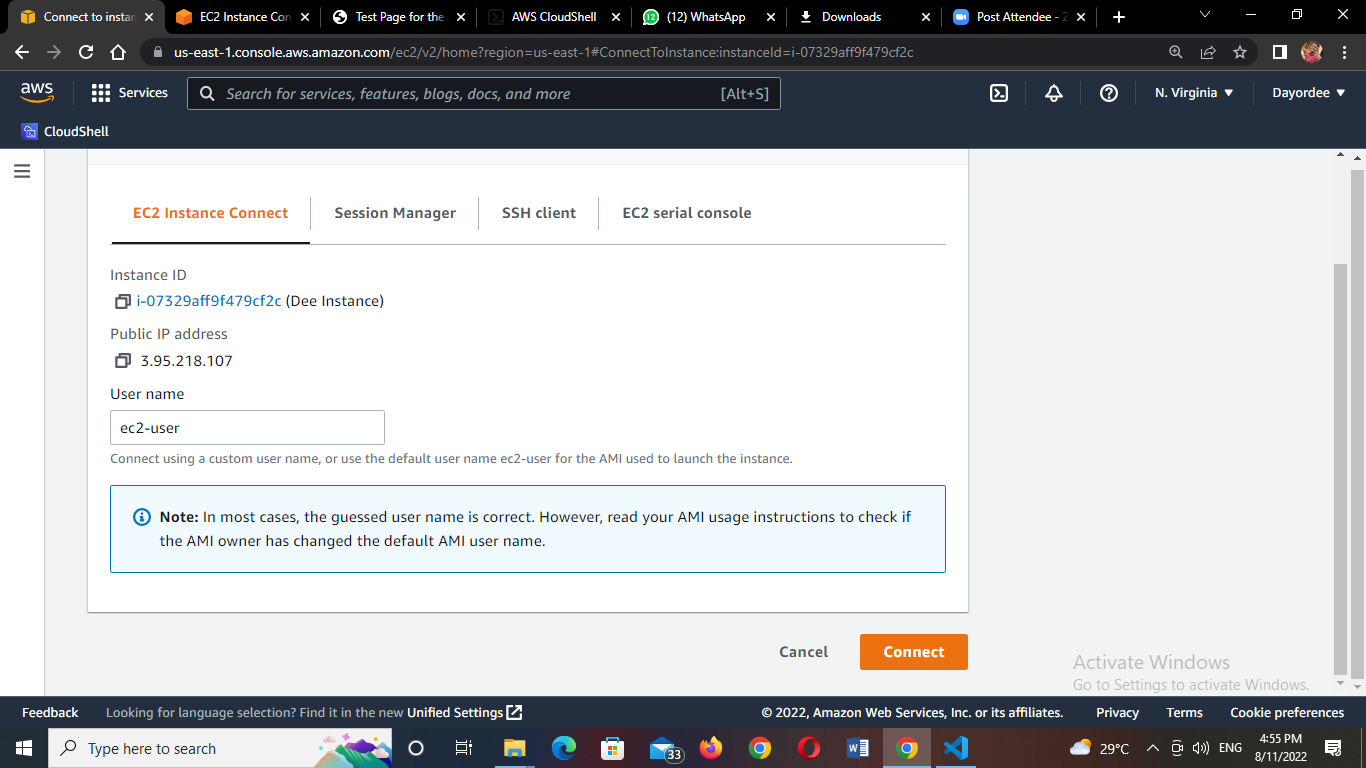 Connect to instan
EC2 Instance Con
Test Page for the
AWS CloudShell
(12) WhatsApp
Downloads
Post Attendee - Z
us-east-1.console.aws.amazon.com/ec2/v2/home?region=us-east-1#ConnectToInstance:instanceId=i-07329aff9f479cf2c
aws
Services
Search for services, features, blogs, docs, and more
[Alt+S]
N. Virginia
Dayordee
CloudShell
EC2 Instance Connect
Session Manager
SSH client
EC2 serial console
Instance ID
i-07329aff9f479cf2c (Dee Instance)
Public IP address
3.95.218.107
User name
ec2-user
Connect using a custom user name, or use the default user name ec2-user for the AMI used to launch the instance.
Note: In most cases, the guessed user name is correct. However, read your AMI usage instructions to check if
the AMI owner has changed the default AMI user name.
Cancel
Connect
Activate Windows
Go to Settings to activate Windows.
Feedback
Looking for language selection? Find it in the new Unified Settings
© 2022, Amazon Web Services, Inc. or its affiliates.
Privacy
Terms
Cookie preferences
Type here to search
33
29°C
ENG
4:55 PM
8/11/2022